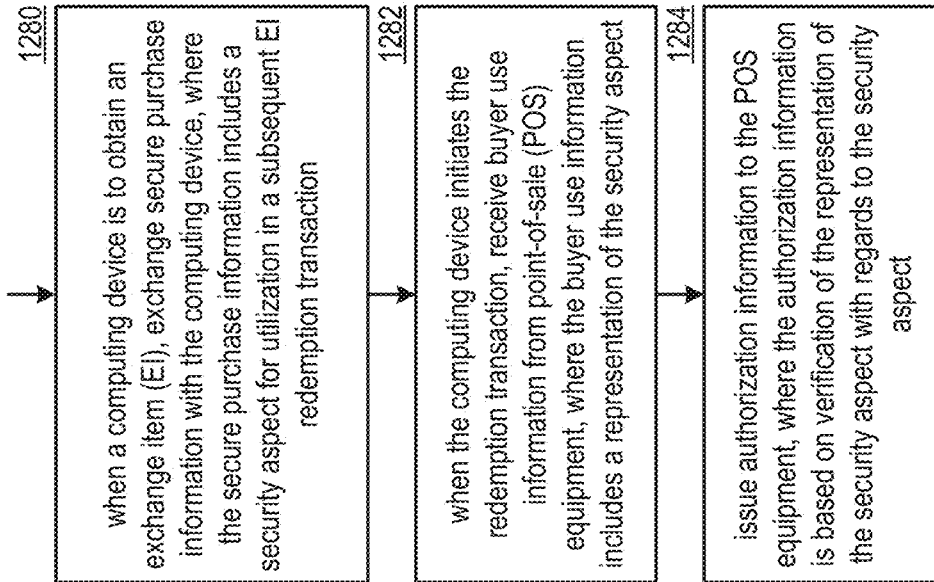 1280
when a computing device is to obtain an
exchange item (EI), exchange secure purchase
information with the computing device, where
the secure purchase information includes a
security aspect for utilization in a subsequent EI
redemption transaction
1282
when the computing device initiates the
redemption transaction, receive buyer use
information from point-of-sale (POS)
equipment, where the buyer use information
includes a representation of the security aspect
1284
issue authorization information to the POS
equipment, where the authorization information
is based on verification of the representation of
the security aspect with regards to the security
aspect